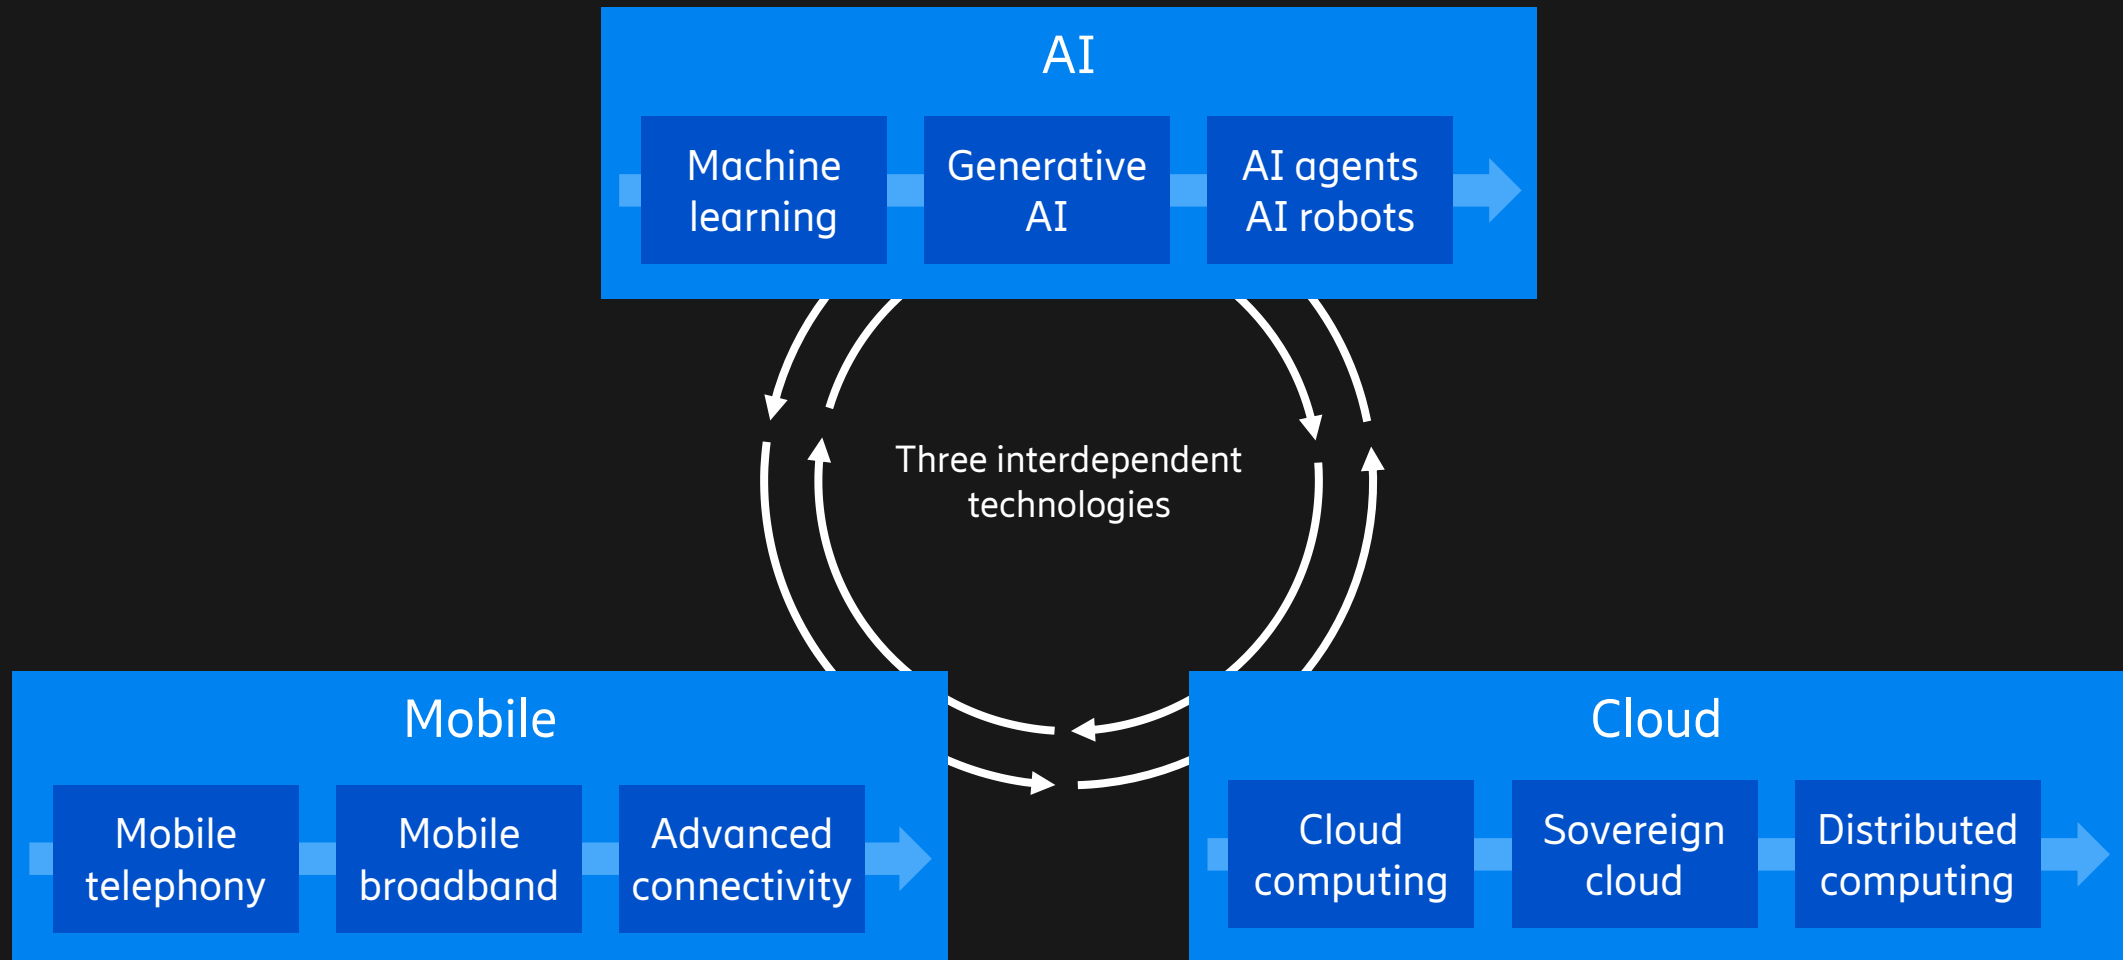 AI
Machine
learning
Generative
AI
AI agents
AI robots
Three interdependent
technologies
Mobile
Mobile
telephony
Mobile
broadband
Advanced
connectivity
Cloud
Cloud
computing
Sovereign
cloud
Distributed
computing